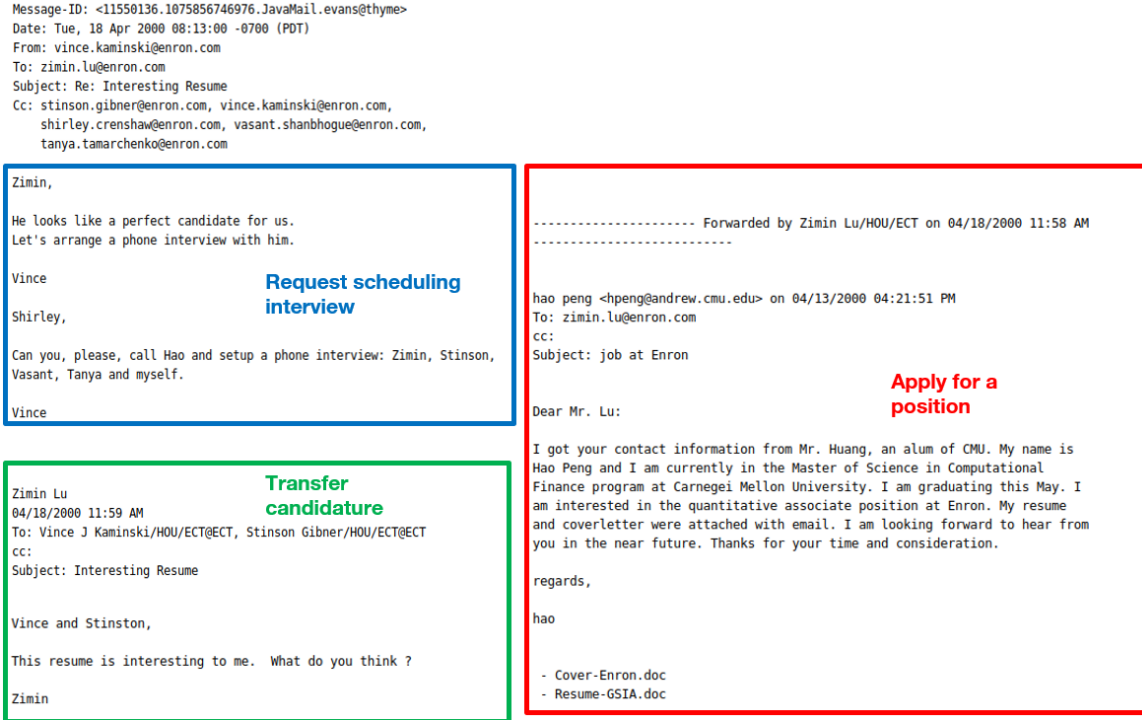 Message-ID: <11550136.1075856746976.JavaMail.evans@thyme>
Date: Tue, 18 Apr 2000 08:13:00 -0700 (PDT)
From: vince.kaminski@enron.com
To: zimin.lu@enron.com
Subject: Re: Interesting Resume
Cc: stinson.gibner@enron.com, vince.kaminski@enron.com,
shirley.crenshaw@enron.com, vasant.shanbhogue@enron.com,
tanya.tamarchenko@enron.com
Zimin,
He looks like a perfect candidate for us.
Let's arrange a phone interview with him.
Vince
Request scheduling
interview
Shirley,
Can you, please, call Hao and setup a phone interview: Zimin, Stinson,
Vasant, Tanya and myself.
Vince
Transfer
candidature
Zimin Lu
04/18/2000 11:59 AM
To: Vince J Kaminski/HOU/ECT@ECT, Stinson Gibner/HOU/ECT@ECT
cc:
Subject: Interesting Resume
Vince and Stinston,
This resume is interesting to me.  What do you think ?
Zimin
---------------------- Forwarded by Zimin Lu/HOU/ECT on 04/18/2000 11:58 AM
---------------------------
hao peng <hpeng@andrew.cmu.edu> on 04/13/2000 04:21:51 PM
To: zimin.lu@enron.com
cc:
Subject: job at Enron
Apply for a
position
Dear Mr. Lu:
I got your contact information from Mr. Huang, an alum of CMU. My name is
Hao Peng and I am currently in the Master of Science in Computational
Finance program at Carnegei Mellon University. I am graduating this May. I
am interested in the quantitative associate position at Enron. My resume
and coverletter were attached with email. I am looking forward to hear from
you in the near future. Thanks for your time and consideration.
regards,
hao
- Cover-Enron.doc
- Resume-GSIA.doc